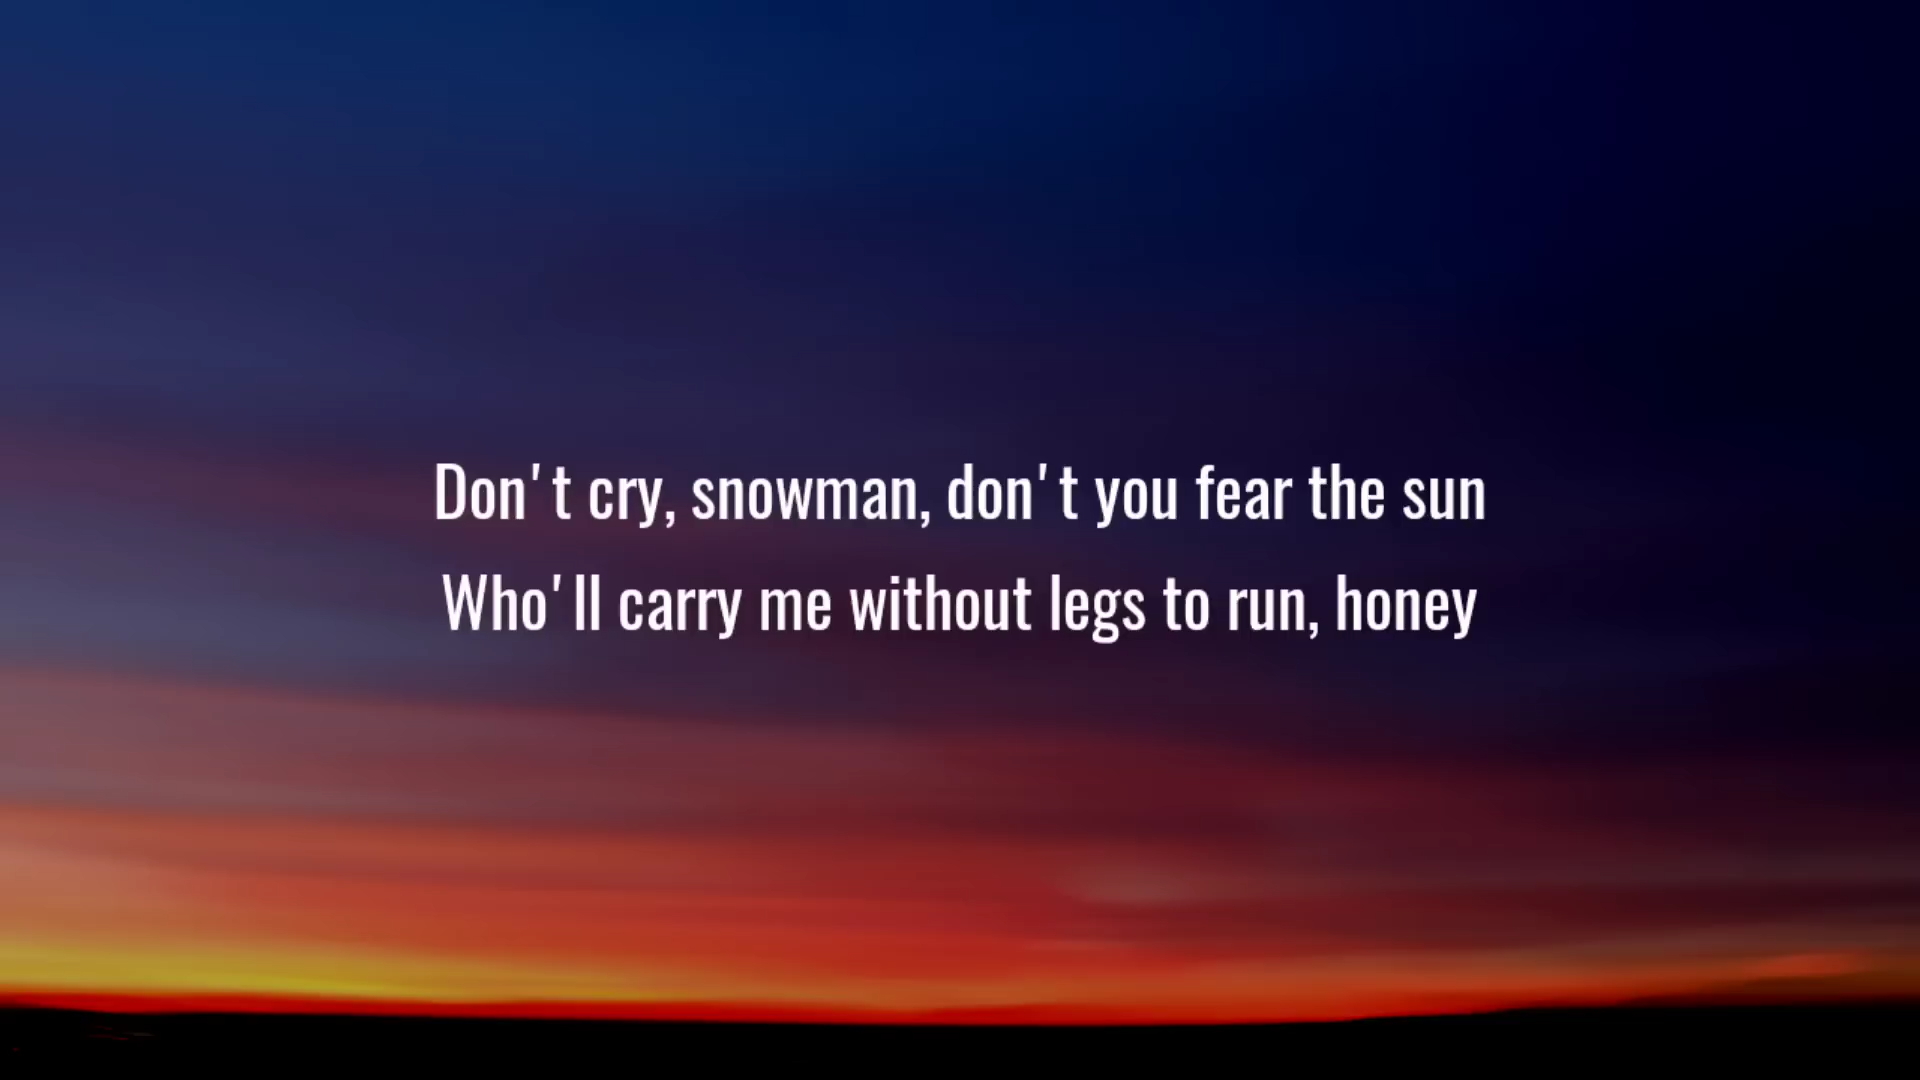 Don't cry, snowman, don't you fear the sun
Who'll carry me without legs to run, honey